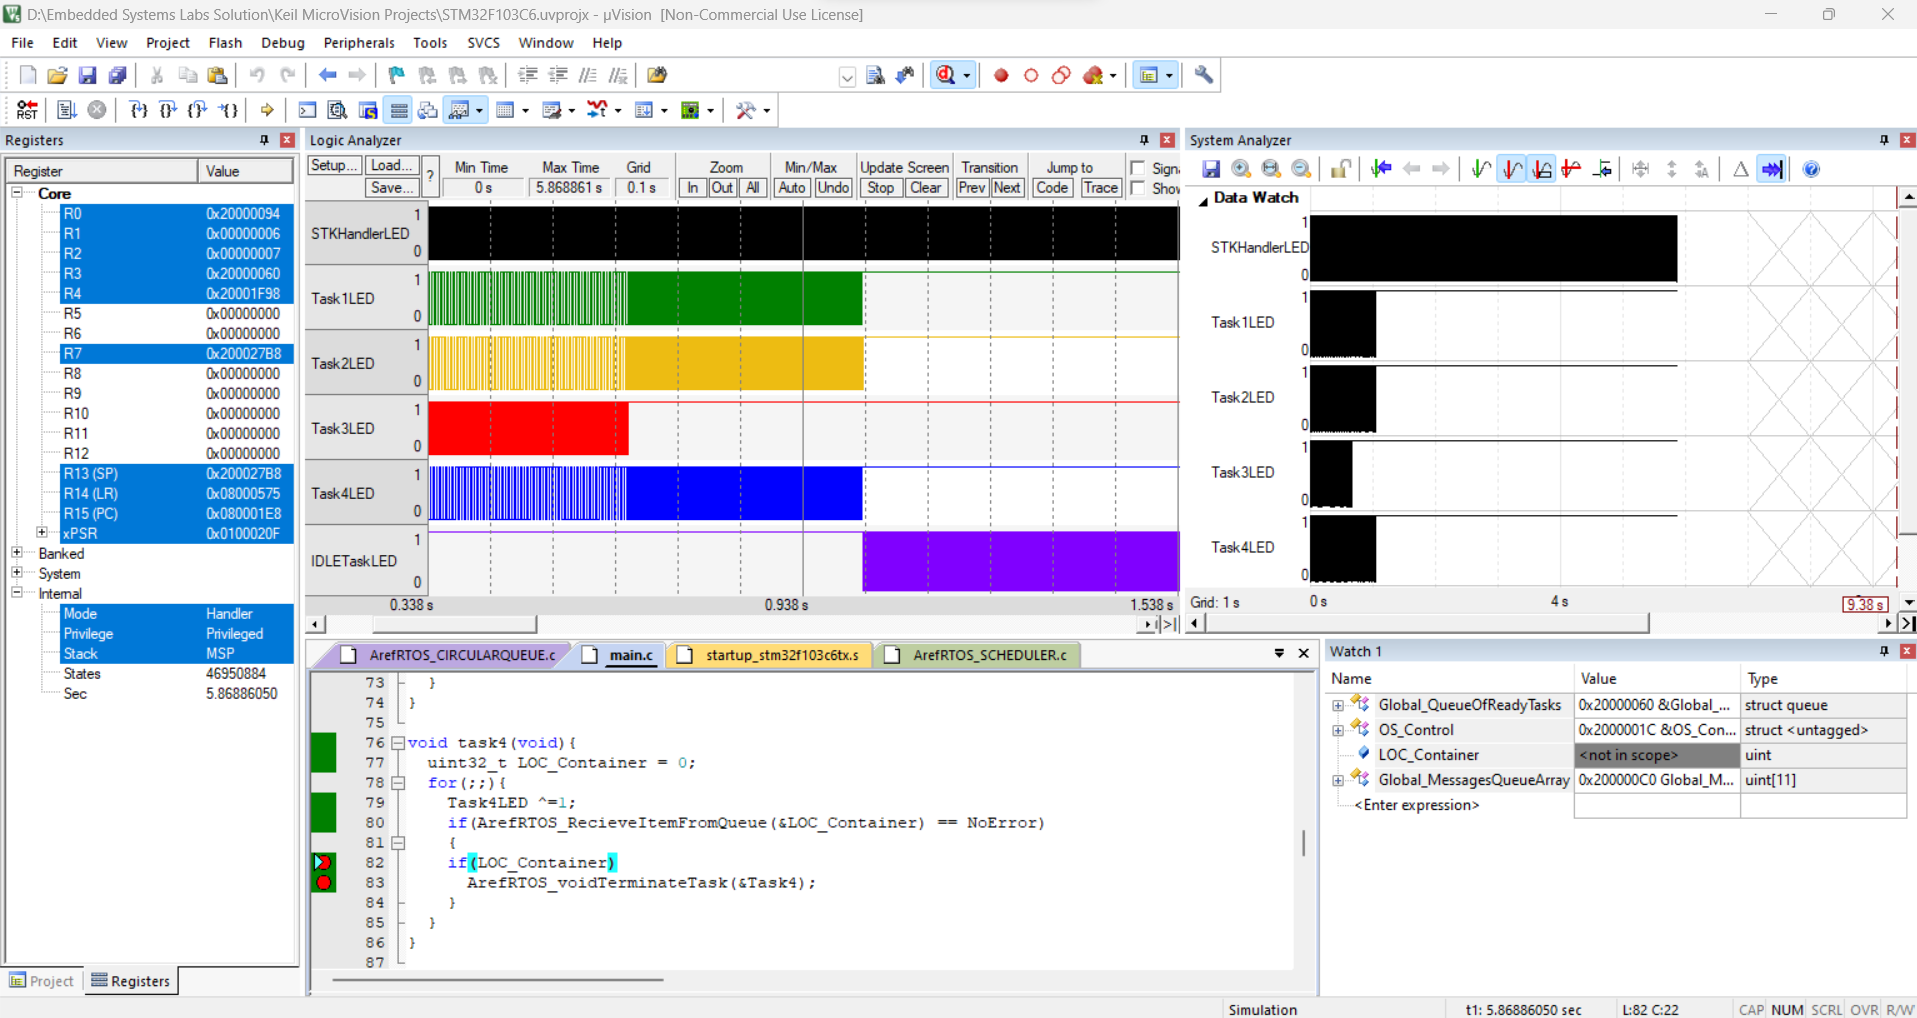 D:\Embedded Systems Labs Solution\Keil MicroVision Projects\STM32F103C6.uvprojx - µVision  [Non-Commercial Use License]
File Edit View Project Flash Debug Peripherals Tools SVCS Window Help
RST
Registers
Register Value
Core
R0 0x20000094
R1 0x00000006
R2 0x00000007
R3 0x20000060
R4 0x20001F98
R5 0x00000000
R6 0x00000000
R7 0x200027B8
R8 0x00000000
R9 0x00000000
R10 0x00000000
R11 0x00000000
R12 0x00000000
R13 (SP) 0x200027B8
R14 (LR) 0x08000575
R15 (PC) 0x080001E8
xPSR 0x0100020F
Banked
System
Internal
Mode Handler
Privilege Privileged
Stack MSP
States 46950884
Sec 5.86886050
Project Registers
Logic Analyzer
Setup... Load... ? Min Time Max Time Grid Zoom Min/Max Update Screen Transition Jump to Signa
Save... 0 s 5.868861 s 0.1 s In Out All Auto Undo Stop Clear Prev Next Code Trace Show
STKHandlerLED 1 0
Task1LED 1 0
Task2LED 1 0
Task3LED 1 0
Task4LED 1 0
IDLETaskLED 1 0
0.338 s 0.938 s 1.538 s
System Analyzer
Data Watch
STKHandlerLED 1 0
Task1LED 1 0
Task2LED 1 0
Task3LED 1 0
Task4LED 1 0
Grid: 1 s 0 s 4 s 9.38 s
ArefRTOS_CIRCULARQUEUE.c main.c startup_stm32f103c6tx.s ArefRTOS_SCHEDULER.c
73 }
74 }
75
76 void task4(void){
77 uint32_t LOC_Container = 0;
78 for(;;){
79 Task4LED ^=1;
80 if(ArefRTOS_RecieveItemFromQueue(&LOC_Container) == NoError)
81 {
82 if(LOC_Container)
83 ArefRTOS_voidTerminateTask(&Task4);
84 }
85 }
86 }
87
Watch 1
Name Value Type
Global_QueueOfReadyTasks 0x20000060 &Global_... struct queue
OS_Control 0x2000001C &OS_Con... struct <untagged>
LOC_Container <not in scope> uint
Global_MessagesQueueArray 0x200000C0 Global_M... uint[11]
<Enter expression>
Simulation t1: 5.86886050 sec L:82 C:22 CAP NUM SCRL OVR R/W